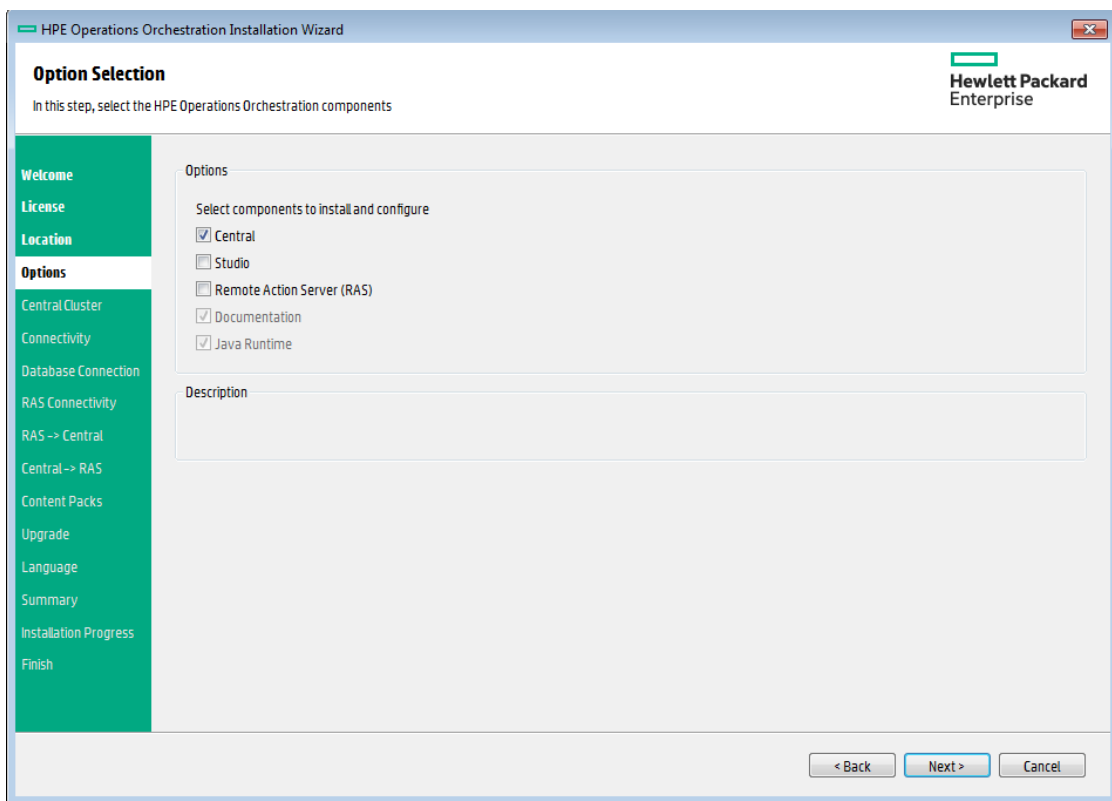 HPE Operations Orchestration Installation Wizard
Option Selection
In this step, select the HPE Operations Orchestration components
Hewlett Packard
Enterprise
Welcome
License
Location
Options
Central Cluster
Connectivity
Database Connection
RAS Connectivity
RAS -> Central
Central -> RAS
Content Packs
Upgrade
Language
Summary
Installation Progress
Finish
Options
Select components to install and configure
Central
Studio
Remote Action Server (RAS)
Documentation
Java Runtime
Description
< Back
Next >
Cancel